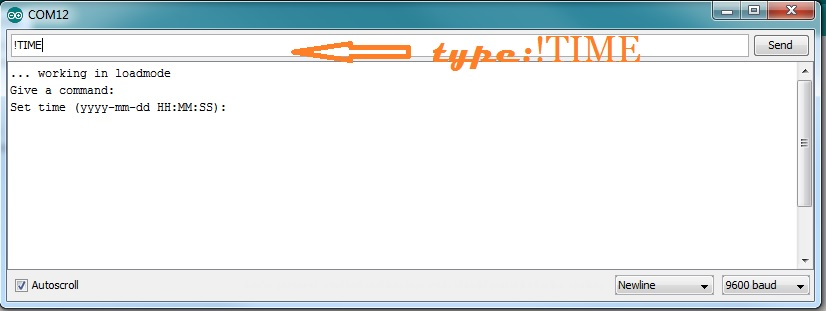 COM12
!TIME
type:!TIME
Send
... working in loadmode
Give a command:
Set time (yyyy-mm-dd HH:MM:SS):
Autoscroll
Newline
9600 baud